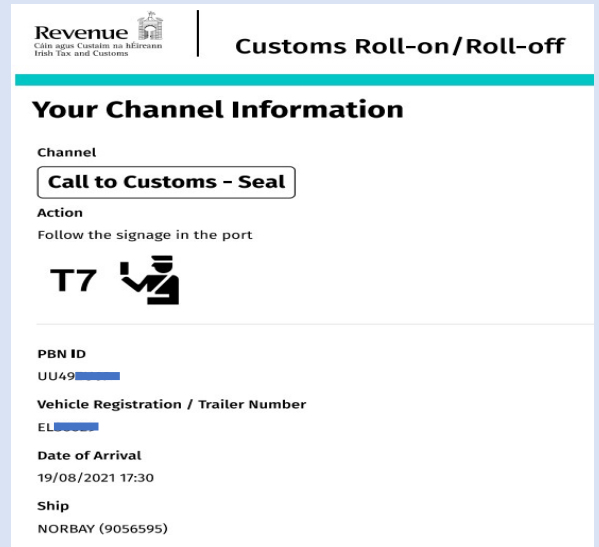 Revenue
Cáin agus Custaim na hÉireann
Irish Tax and Customs
Customs Roll-on/Roll-off
Your Channel Information
Channel
Call to Customs - Seal
Action
Follow the signage in the port
T7
PBN ID
UU49
Vehicle Registration / Trailer Number
EL
Date of Arrival
19/08/2021 17:30
Ship
NORBAY (9056595)